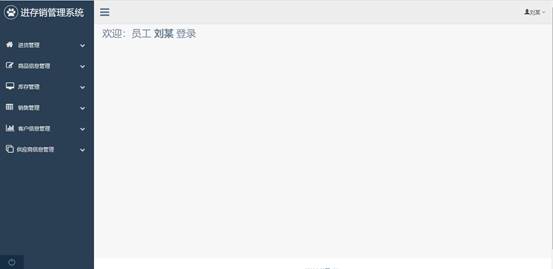 进存销管理系统
刘某
欢迎：员工 刘某 登录
进货管理
商品信息管理
库存管理
销售管理
客户信息管理
供应商信息管理